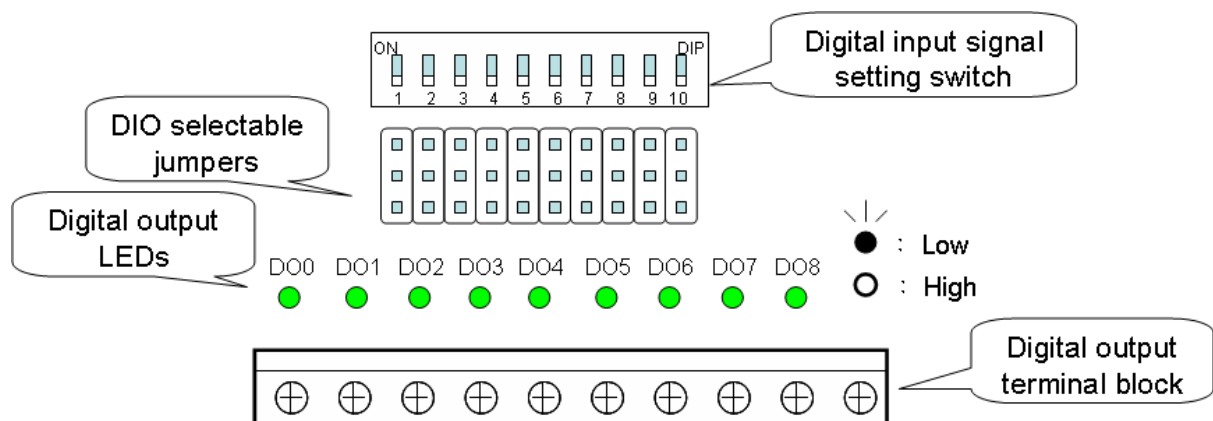 ON DIP
1 2 3 4 5 6 7 8 9 10
Digital input signal
setting switch
DIO selectable
jumpers
Digital output
LEDs
DO0 DO1 DO2 DO3 DO4 DO5 DO6 DO7 DO8
: Low
: High
Digital output
terminal block